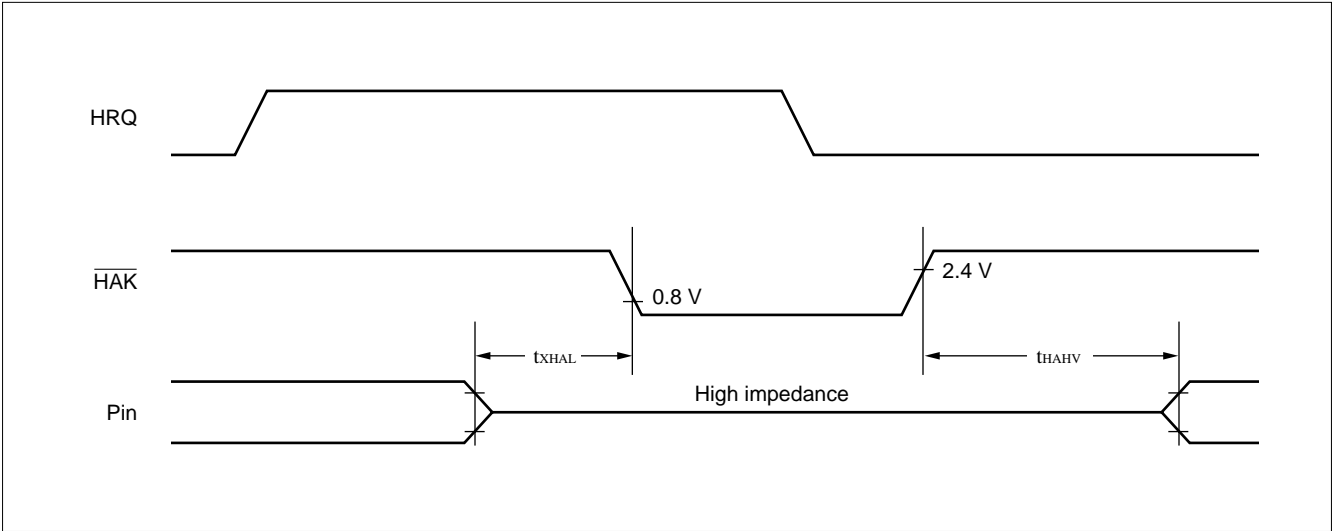 HRQ
HAK
0.8 V
2.4 V
tXHAL
tHAHV
Pin
High impedance